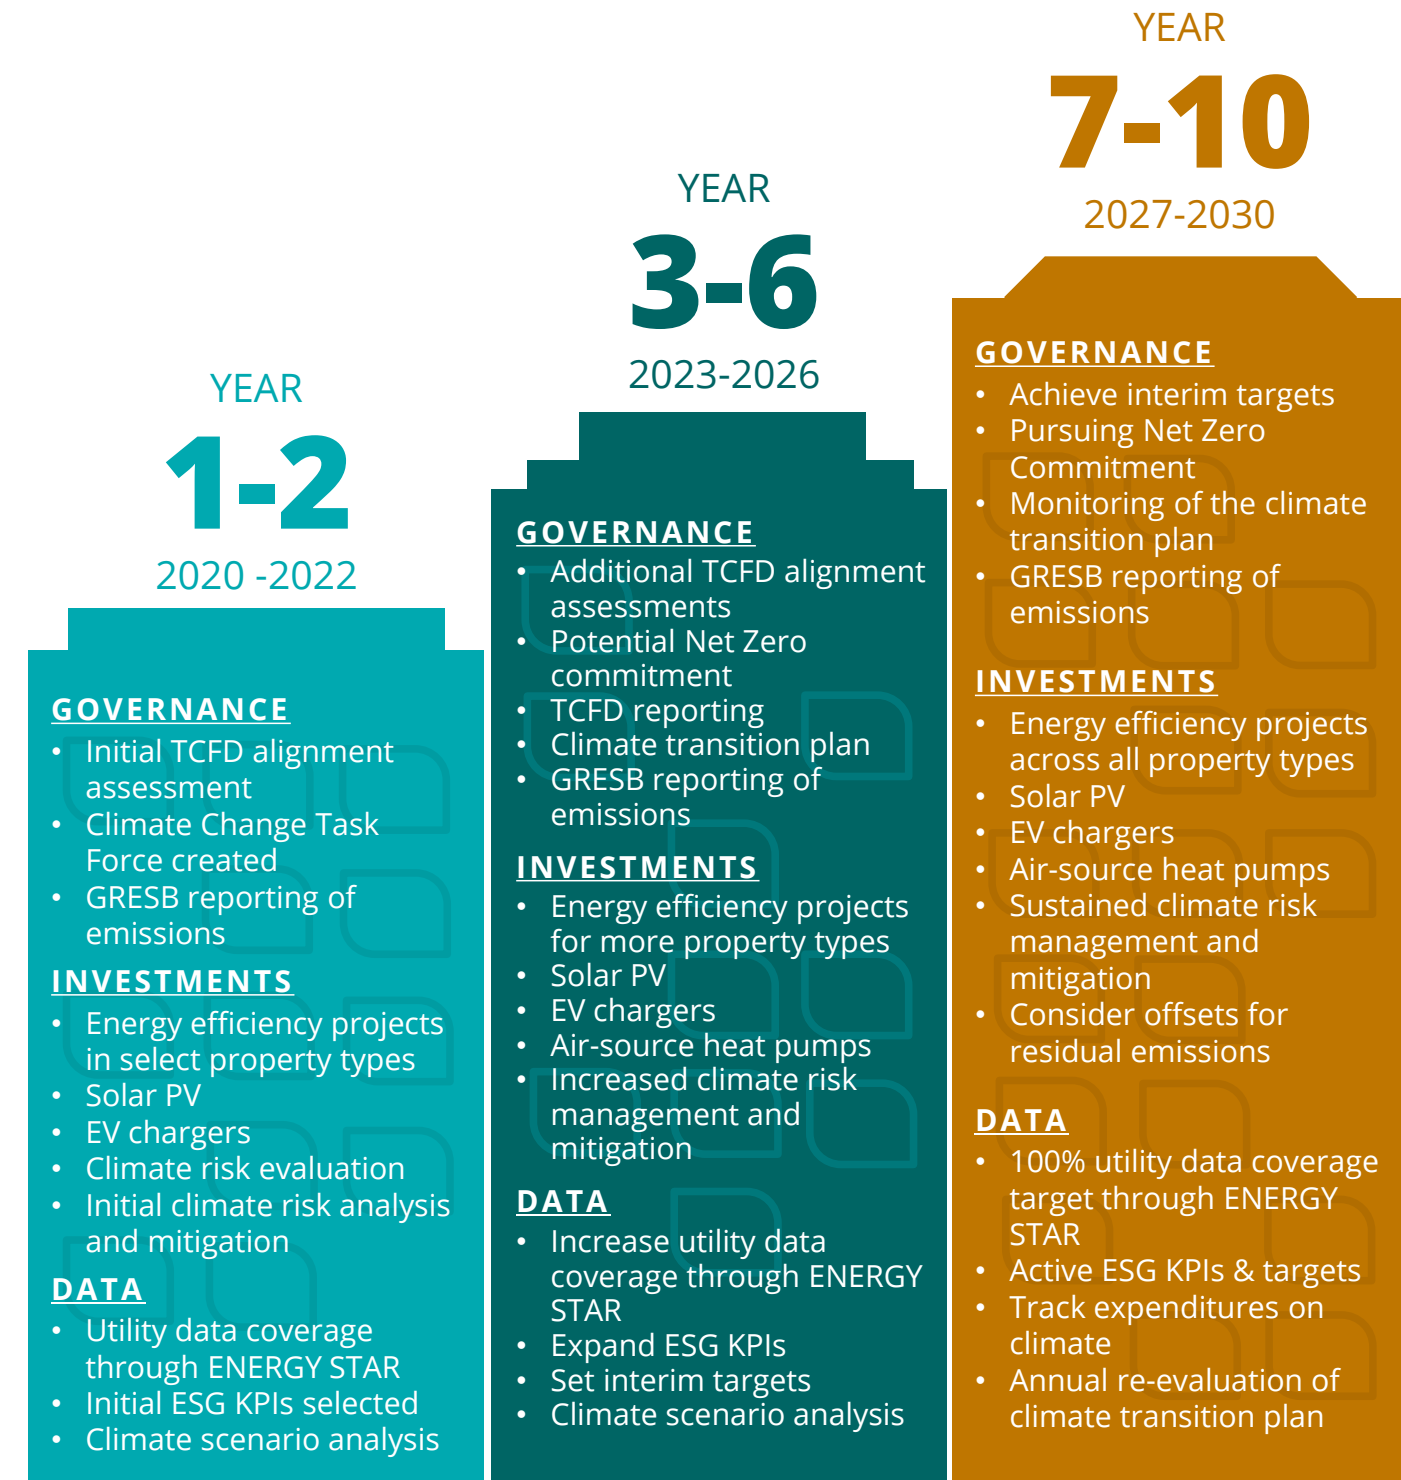 YEAR
1-2
2020 -2022
GOVERNANCE
• Initial TCFD alignment
assessment
• Climate Change Task
Force created
• GRESB reporting of
emissions
INVESTMENTS
• Energy efficiency projects
in select property types
• Solar PV
• EV chargers
• Climate risk evaluation
• Initial climate risk analysis
and mitigation
DATA
• Utility data coverage
through ENERGY STAR
• Initial ESG KPIs selected
• Climate scenario analysis
YEAR
3-6
2023-2026
GOVERNANCE
• Additional TCFD alignment
assessments
• Potential Net Zero
commitment
• TCFD reporting
• Climate transition plan
• GRESB reporting of
emissions
INVESTMENTS
• Energy efficiency projects
for more property types
• Solar PV
• EV chargers
• Air-source heat pumps
• Increased climate risk
management and
mitigation
DATA
• Increase utility data
coverage through ENERGY
STAR
• Expand ESG KPIs
• Set interim targets
• Climate scenario analysis
YEAR
7-10
2027-2030
GOVERNANCE
• Achieve interim targets
• Pursuing Net Zero
Commitment
• Monitoring of the climate
transition plan
• GRESB reporting of
emissions
INVESTMENTS
• Energy efficiency projects
across all property types
• Solar PV
• EV chargers
• Air-source heat pumps
• Sustained climate risk
management and
mitigation
• Consider offsets for
residual emissions
DATA
• 100% utility data coverage
target through ENERGY
STAR
• Active ESG KPIs & targets
• Track expenditures on
climate
• Annual re-evaluation of
climate transition plan